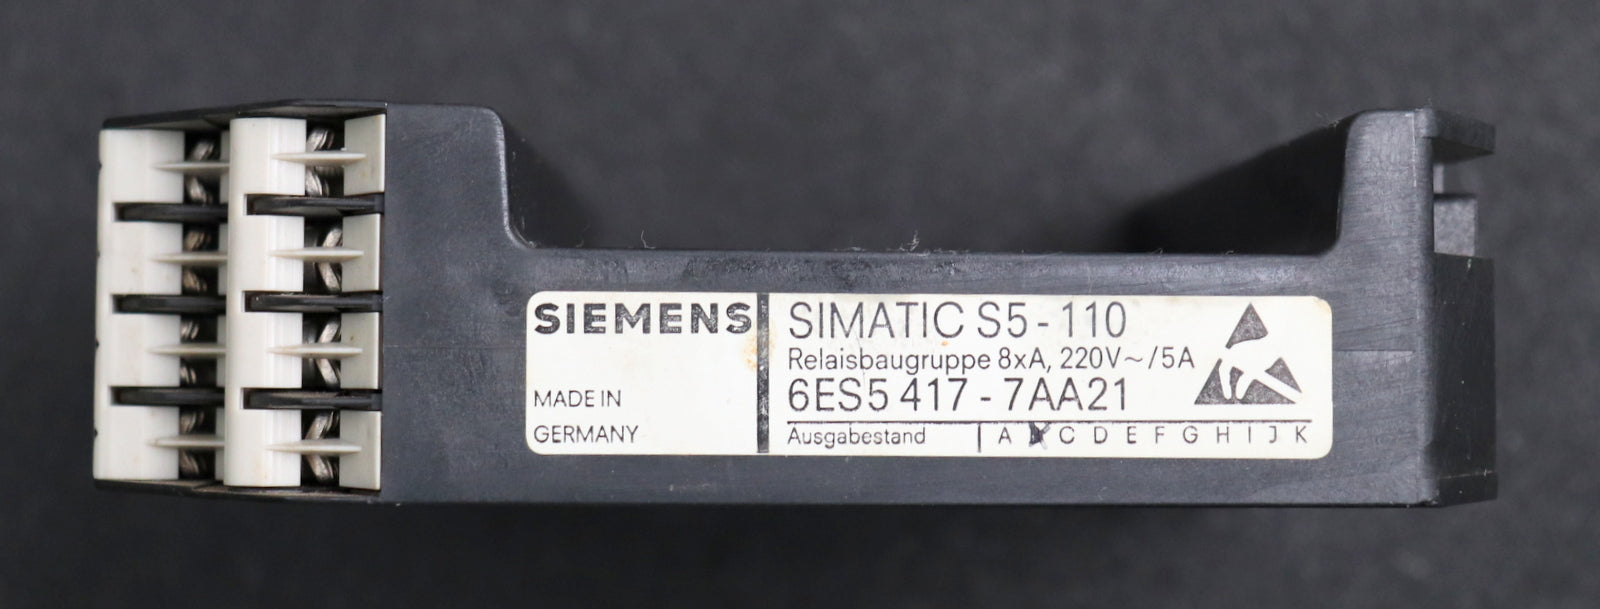 SIEMENS
MADE IN
GERMANY
SIMATIC S5-110
Relaisbaugruppe 8xA, 220V~/5A
6ES5 417-7AA21
Ausgabestand | A B C D E F G H I J K